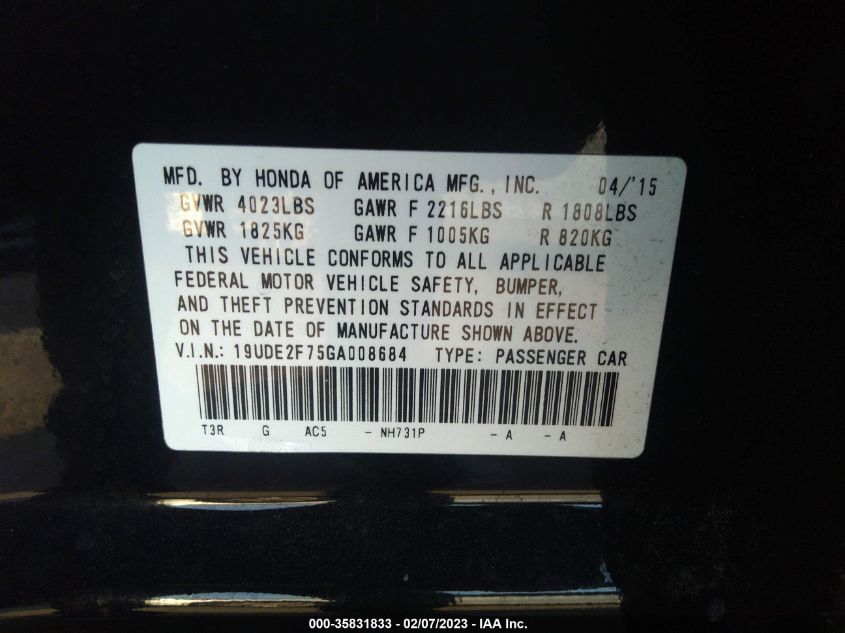 MFD. BY HONDA OF AMERICA MFG., INC. 04/'15
GVWR 4023LBS GAWR F 2216LBS R 1808LBS
GVWR 1825KG GAWR F 1005KG R 820KG
THIS VEHICLE CONFORMS TO ALL APPLICABLE
FEDERAL MOTOR VEHICLE SAFETY, BUMPER,
AND THEFT PREVENTION STANDARDS IN EFFECT
ON THE DATE OF MANUFACTURE SHOWN ABOVE.
V.I.N.: 19UDE2F75GA008684 TYPE: PASSENGER CAR
T3R G AC5 - NH731P - A - A
000-35831833 - 02/07/2023 - IAA Inc.